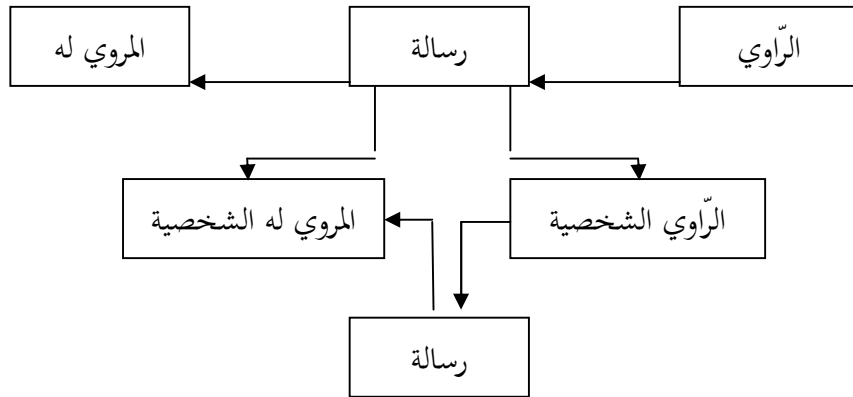 الرّاوي
رسالة
المروي له
الرّاوي الشخصية
المروي له الشخصية
رسالة